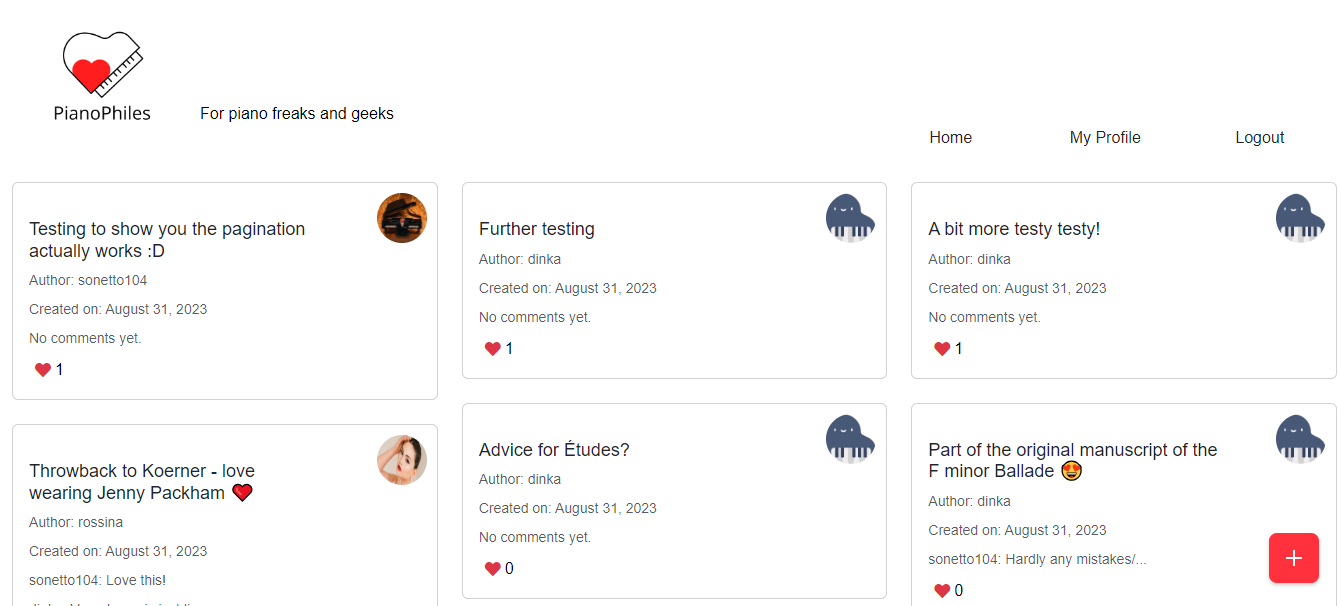 PianoPhiles
For piano freaks and geeks
Home
My Profile
Logout
Testing to show you the pagination
actually works :D
Author: sonetto104
Created on: August 31, 2023
No comments yet.
1
Further testing
Author: dinka
Created on: August 31, 2023
No comments yet.
1
A bit more testy testy!
Author: dinka
Created on: August 31, 2023
No comments yet.
1
Throwback to Koerner - love
wearing Jenny Packham
Author: rossina
Created on: August 31, 2023
sonetto104: Love this!
Advice for Études?
Author: dinka
Created on: August 31, 2023
No comments yet.
0
Part of the original manuscript of the
F minor Ballade 😍
Author: dinka
Created on: August 31, 2023
sonetto104: Hardly any mistakes/...
0